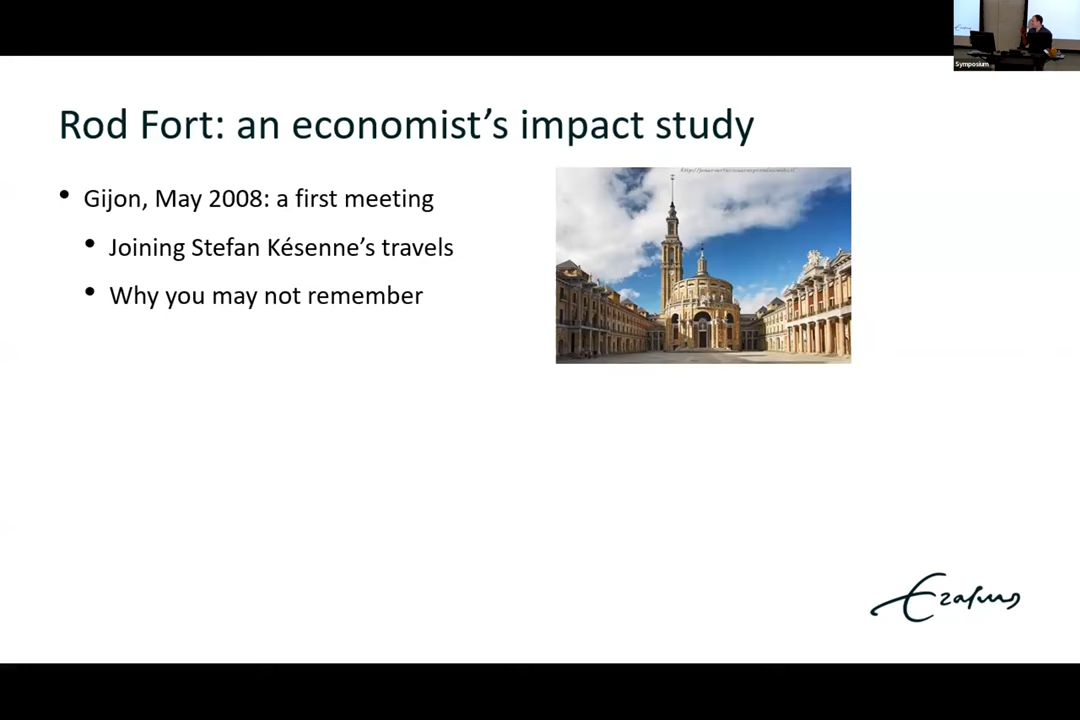 Symposium
Rod Fort: an economist’s impact study
• Gijon, May 2008: a first meeting
• Joining Stefan Késenne’s travels
• Why you may not remember
Erasmus